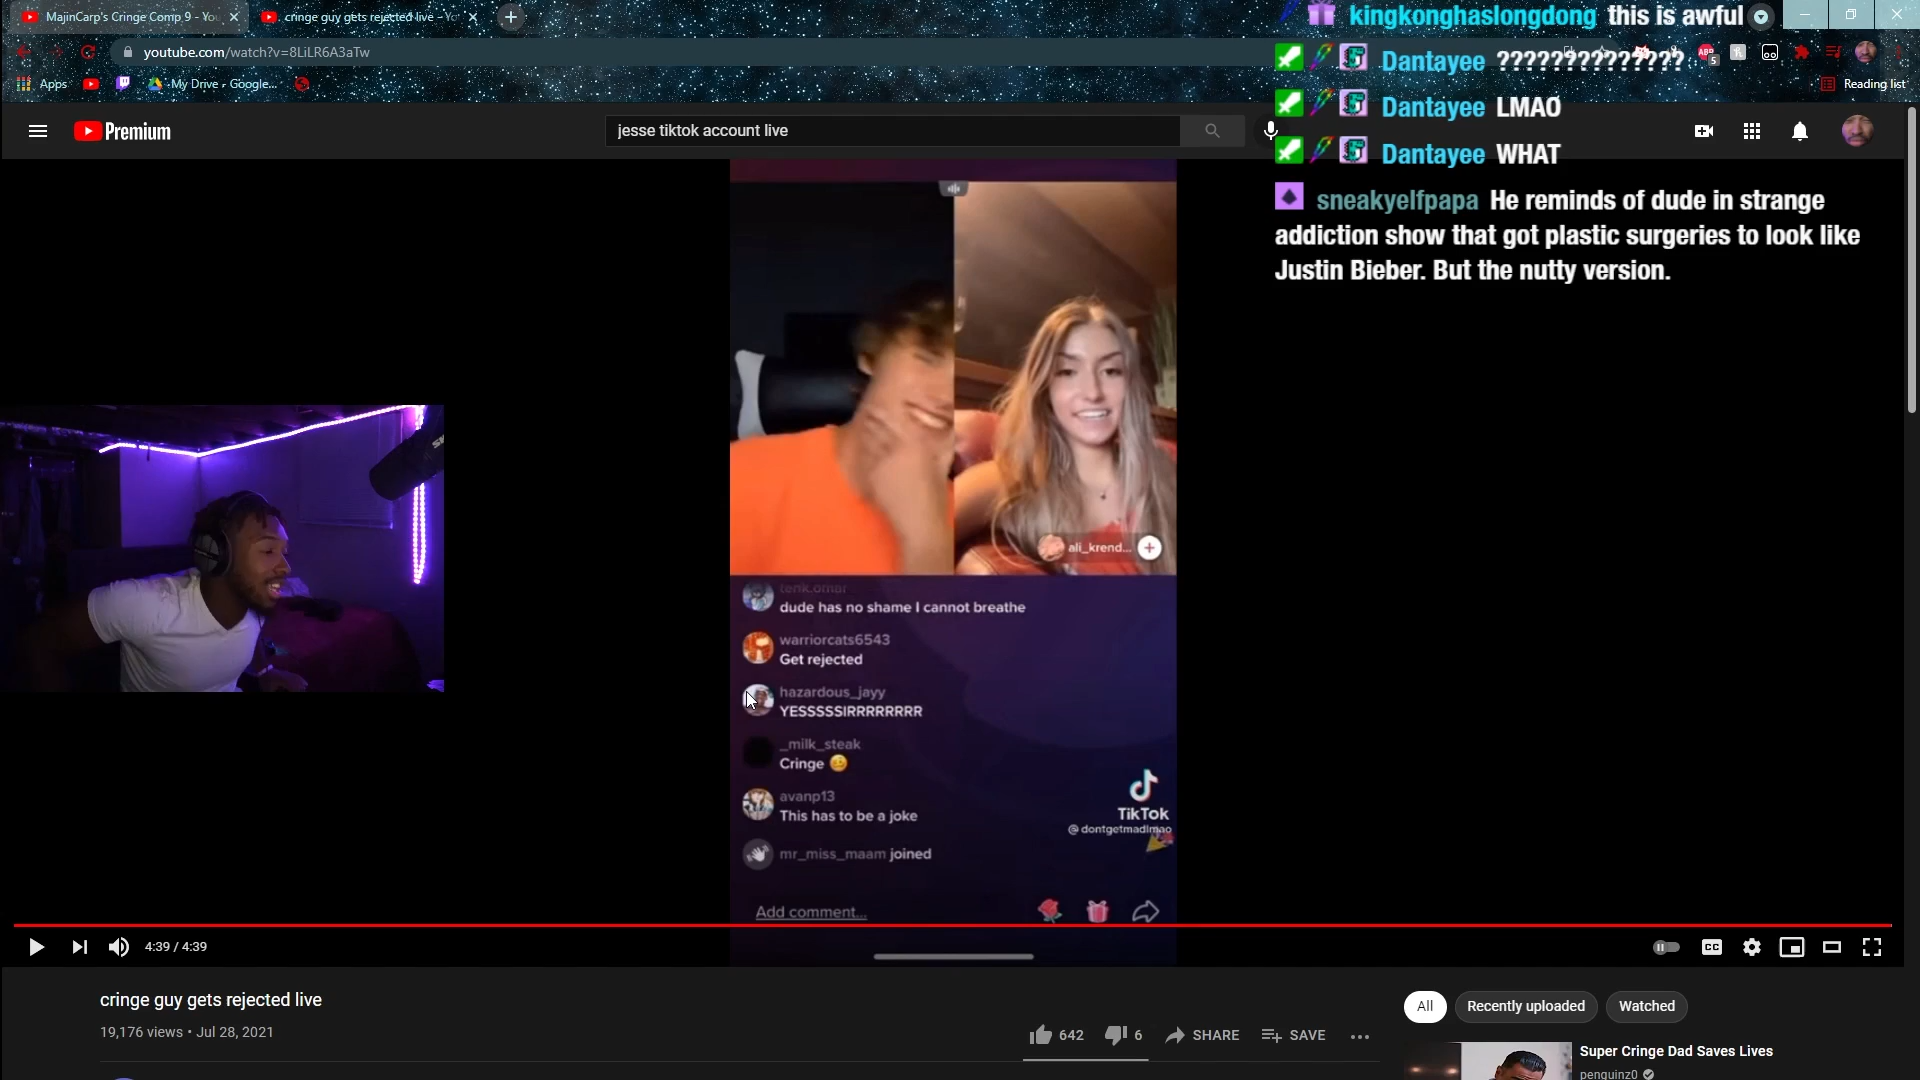 MajinCarp's Cringe Comp 9 - You
cringe guy gets rejected live - Yo
youtube.com/watch?v=8LiLR6A3aTw
Apps
My Drive - Google...
Reading list
Premium
jesse tiktok account live
kingkonghaslongdong this is awful
Dantayee ??????????????
Dantayee LMAO
Dantayee WHAT
sneakyelfpapa He reminds of dude in strange
addiction show that got plastic surgeries to look like
Justin Bieber. But the nutty version.
ali_krend...
tenk.omar
dude has no shame I cannot breathe
warriorcats6543
Get rejected
hazardous_jayy
YESSSSSIRRRRRRRR
_milk_steak
Cringe 🥴
avanp13
This has to be a joke
mr_miss_maam joined
TikTok
@dontgetmadlmao
Add comment...
4:39 / 4:39
CC
cringe guy gets rejected live
19,176 views • Jul 28, 2021
642
6
SHARE
SAVE
All
Recently uploaded
Watched
Super Cringe Dad Saves Lives
penguinz0